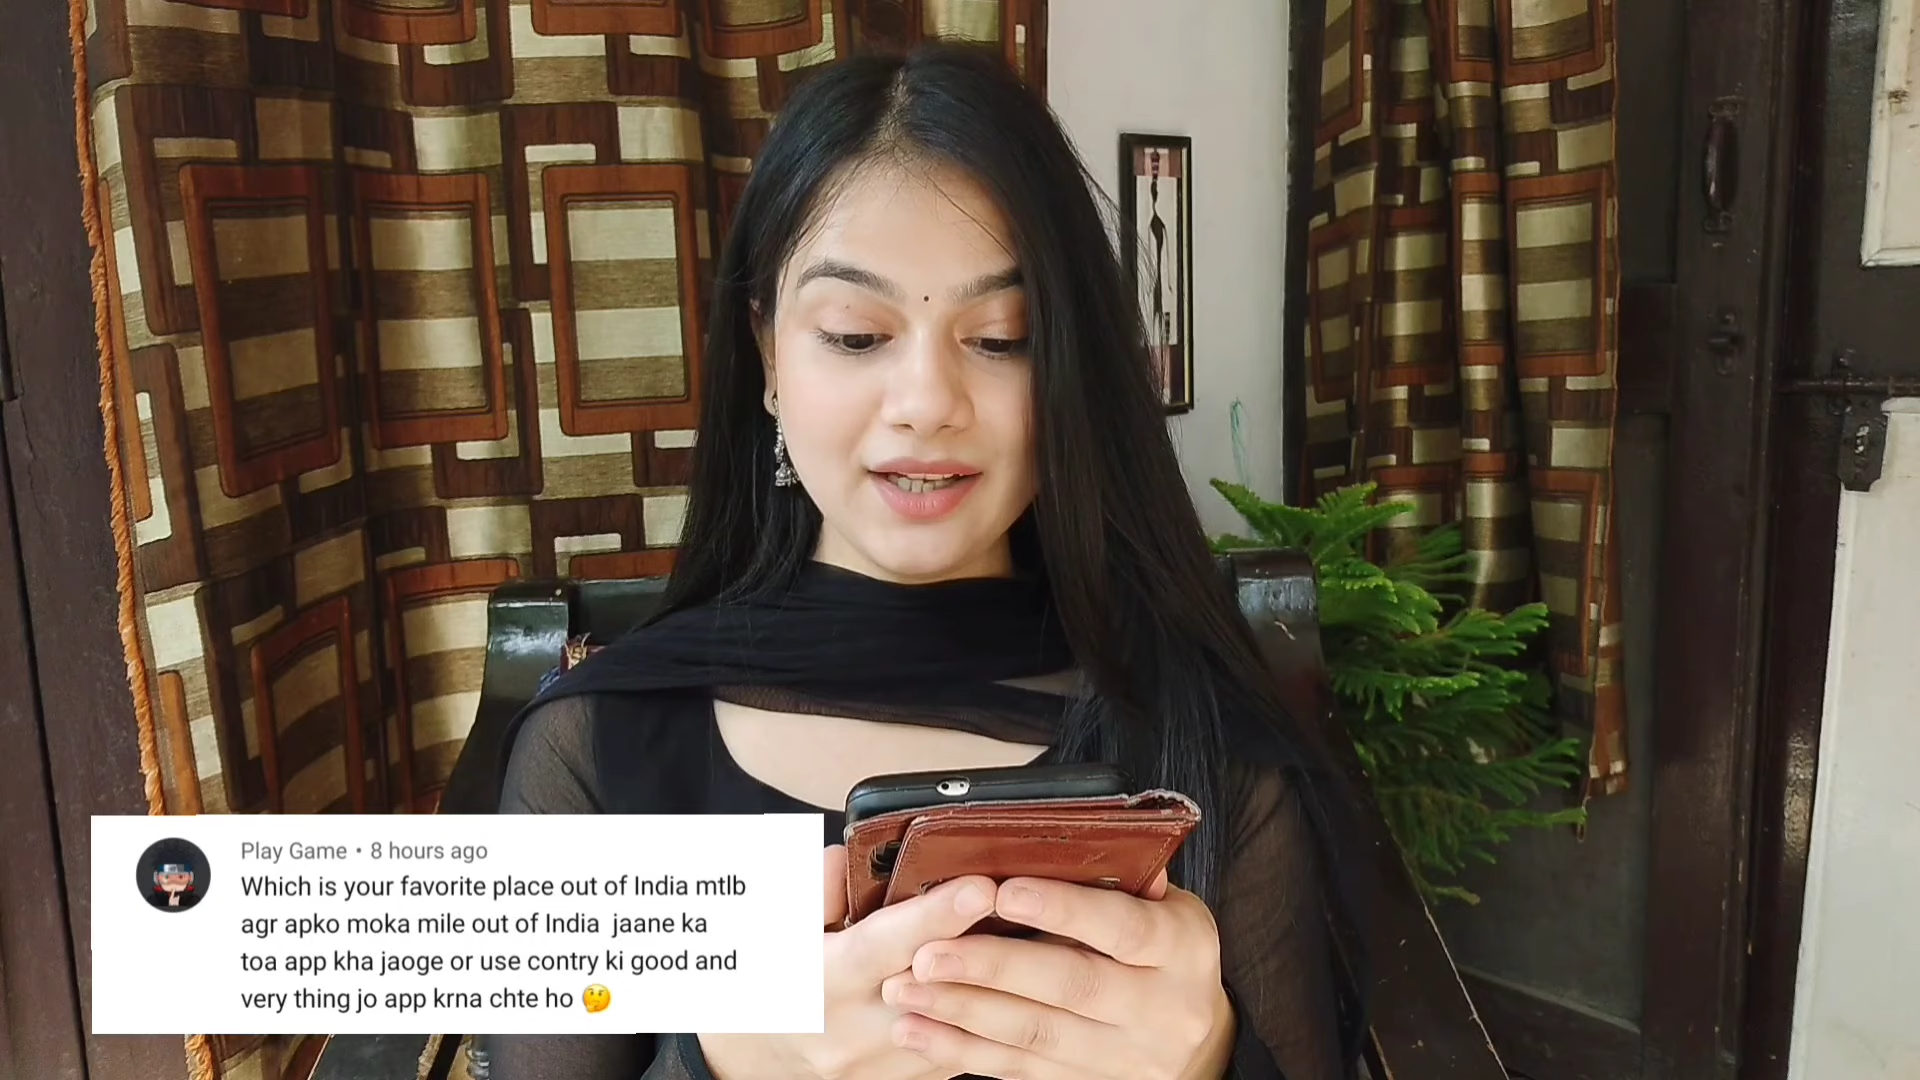 Play Game • 8 hours ago
Which is your favorite place out of India mtlb
agr apko moka mile out of India jaane ka
toa app kha jaoge or use contry ki good and
very thing jo app krna chte ho 🤔